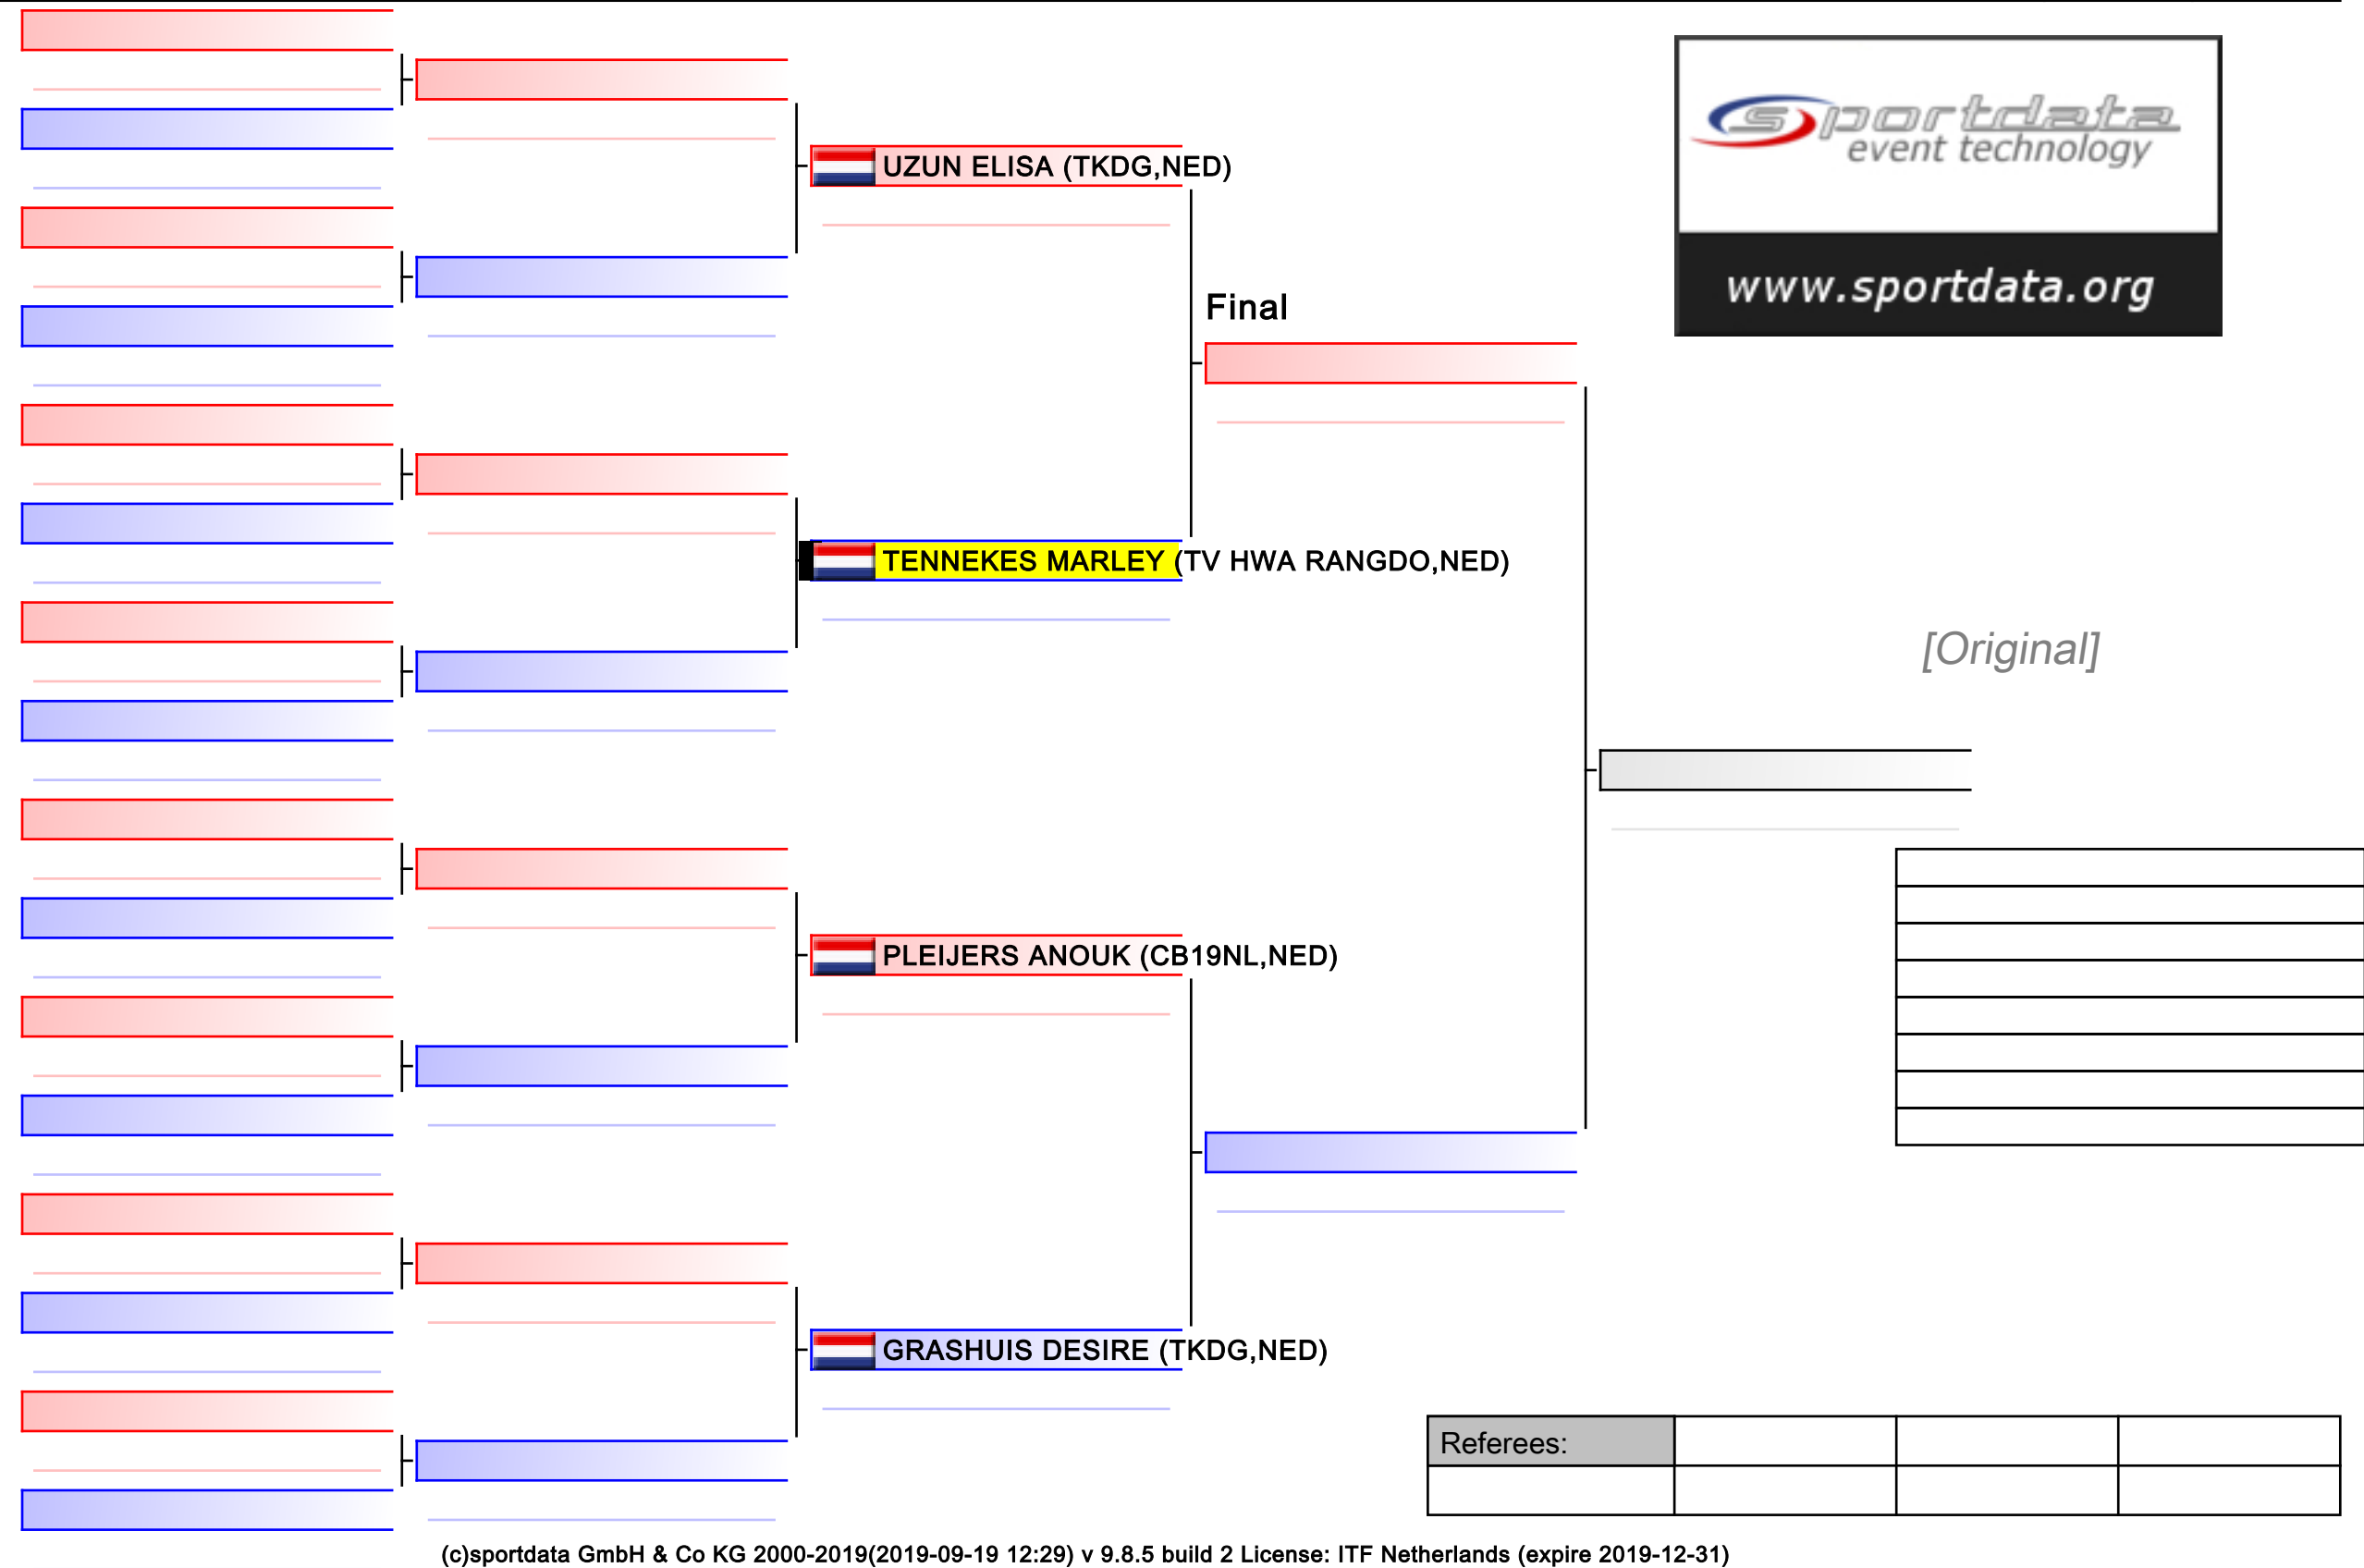 sportdata
event technology
www.sportdata.org
UZUN ELISA (TKDG,NED)
Final
TENNEKES MARLEY (TV HWA RANGDO,NED)
[Original]
PLEIJERS ANOUK (CB19NL,NED)
GRASHUIS DESIRE (TKDG,NED)
Referees:
(c)sportdata GmbH & Co KG 2000-2019(2019-09-19 12:29) v 9.8.5 build 2 License: ITF Netherlands (expire 2019-12-31)